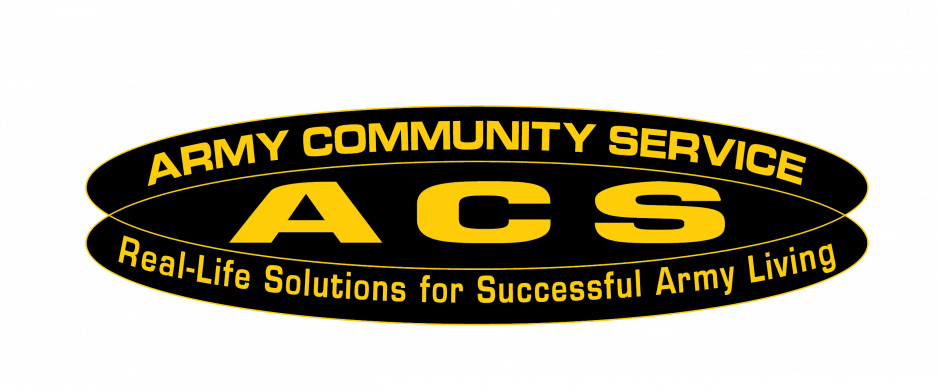 ARMY COMMUNITY SERVICE
ACS
Real-Life Solutions for Successful Army Living